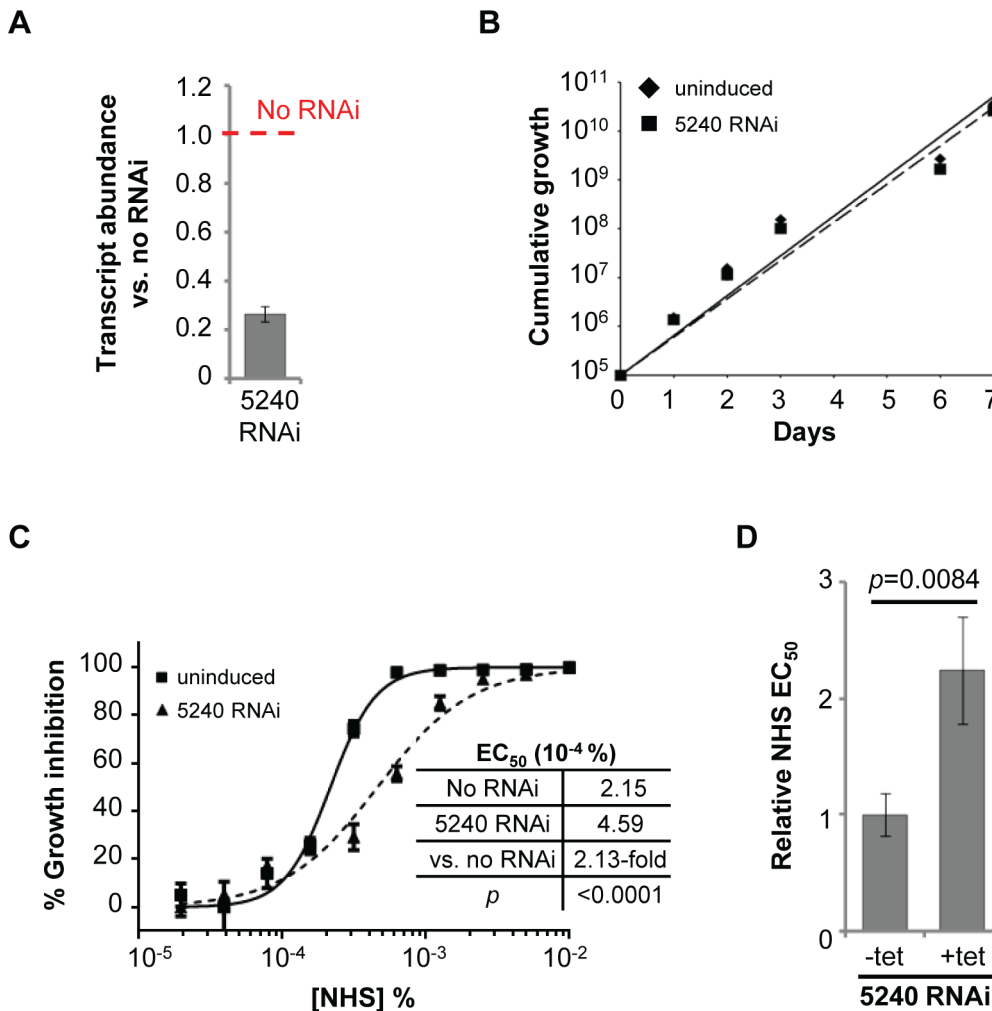 A
Transcript abundance
vs. no RNAi
1.2
1.0
0.8
0.6
0.4
0.2
0
No RNAi
5240
RNAi
B
Cumulative growth
10¹¹
10¹⁰
10⁹
10⁸
10⁷
10⁶
10⁵
uninduced
5240 RNAi
0 1 2 3 4 5 6 7
Days
C
% Growth inhibition
100
80
60
40
20
0
uninduced
5240 RNAi
EC₅₀ (10⁻⁴ %)
No RNAi 2.15
5240 RNAi 4.59
vs. no RNAi 2.13-fold
p <0.0001
10⁻⁵ 10⁻⁴ 10⁻³ 10⁻²
[NHS] %
D
Relative NHS EC₅₀
3
2
1
0
p=0.0084
-tet +tet
5240 RNAi